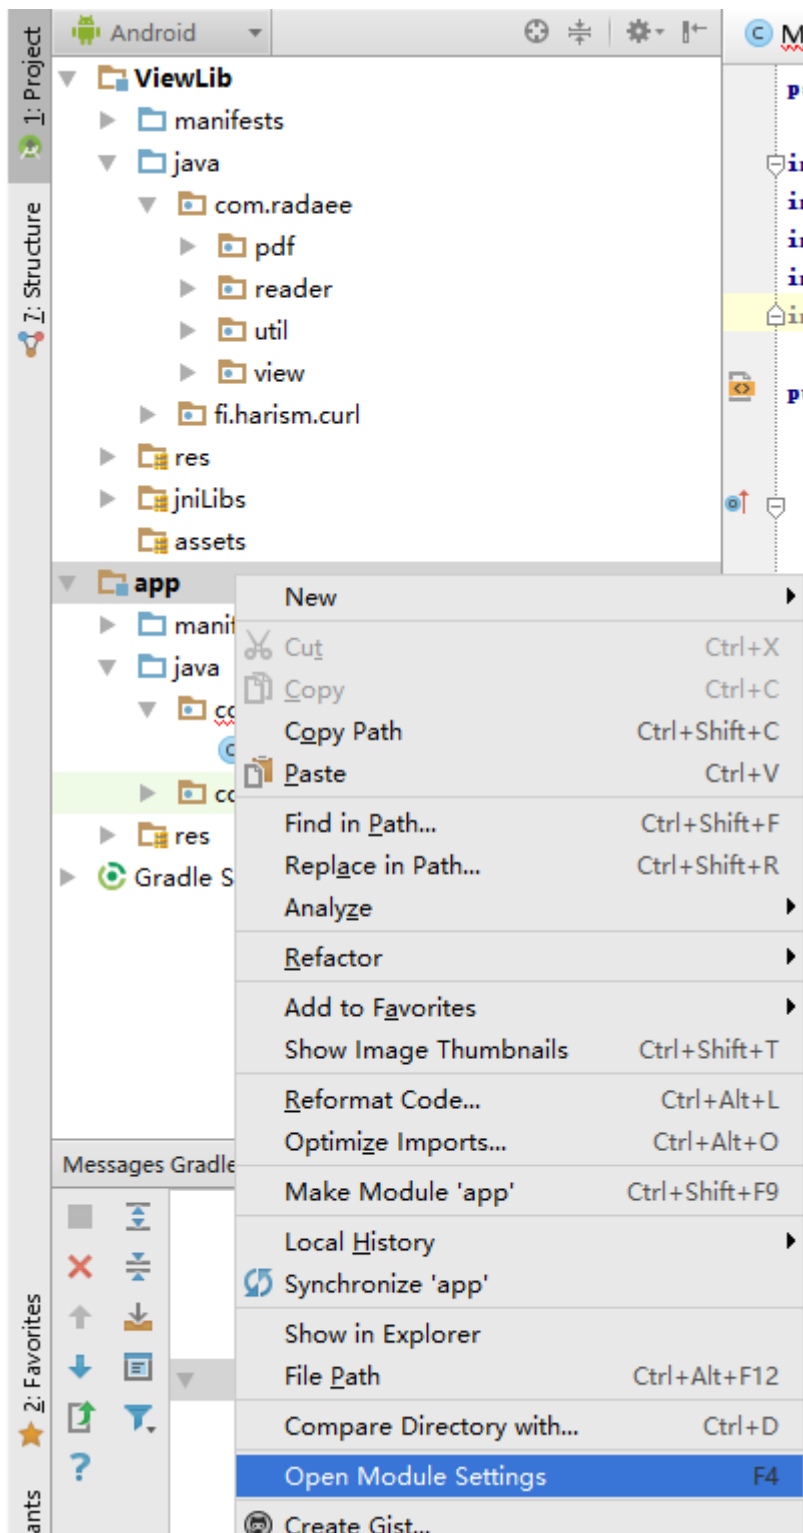 1: Project
7: Structure
2: Favorites
Android
ViewLib
manifests
java
com.radaee
pdf
reader
util
view
fi.harism.curl
res
jniLibs
assets
app
manif
java
co
co
res
Gradle S
Messages Gradle
New
Cut Ctrl+X
Copy Ctrl+C
Copy Path Ctrl+Shift+C
Paste Ctrl+V
Find in Path... Ctrl+Shift+F
Replace in Path... Ctrl+Shift+R
Analyze
Refactor
Add to Favorites
Show Image Thumbnails Ctrl+Shift+T
Reformat Code... Ctrl+Alt+L
Optimize Imports... Ctrl+Alt+O
Make Module 'app' Ctrl+Shift+F9
Local History
Synchronize 'app'
Show in Explorer
File Path Ctrl+Alt+F12
Compare Directory with... Ctrl+D
Open Module Settings F4
Create Gist...